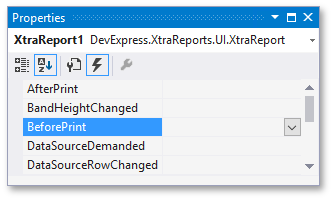 Properties
XtraReport1 DevExpress.XtraReports.UI.XtraReport
AfterPrint
BandHeightChanged
BeforePrint
DataSourceDemanded
DataSourceRowChanged